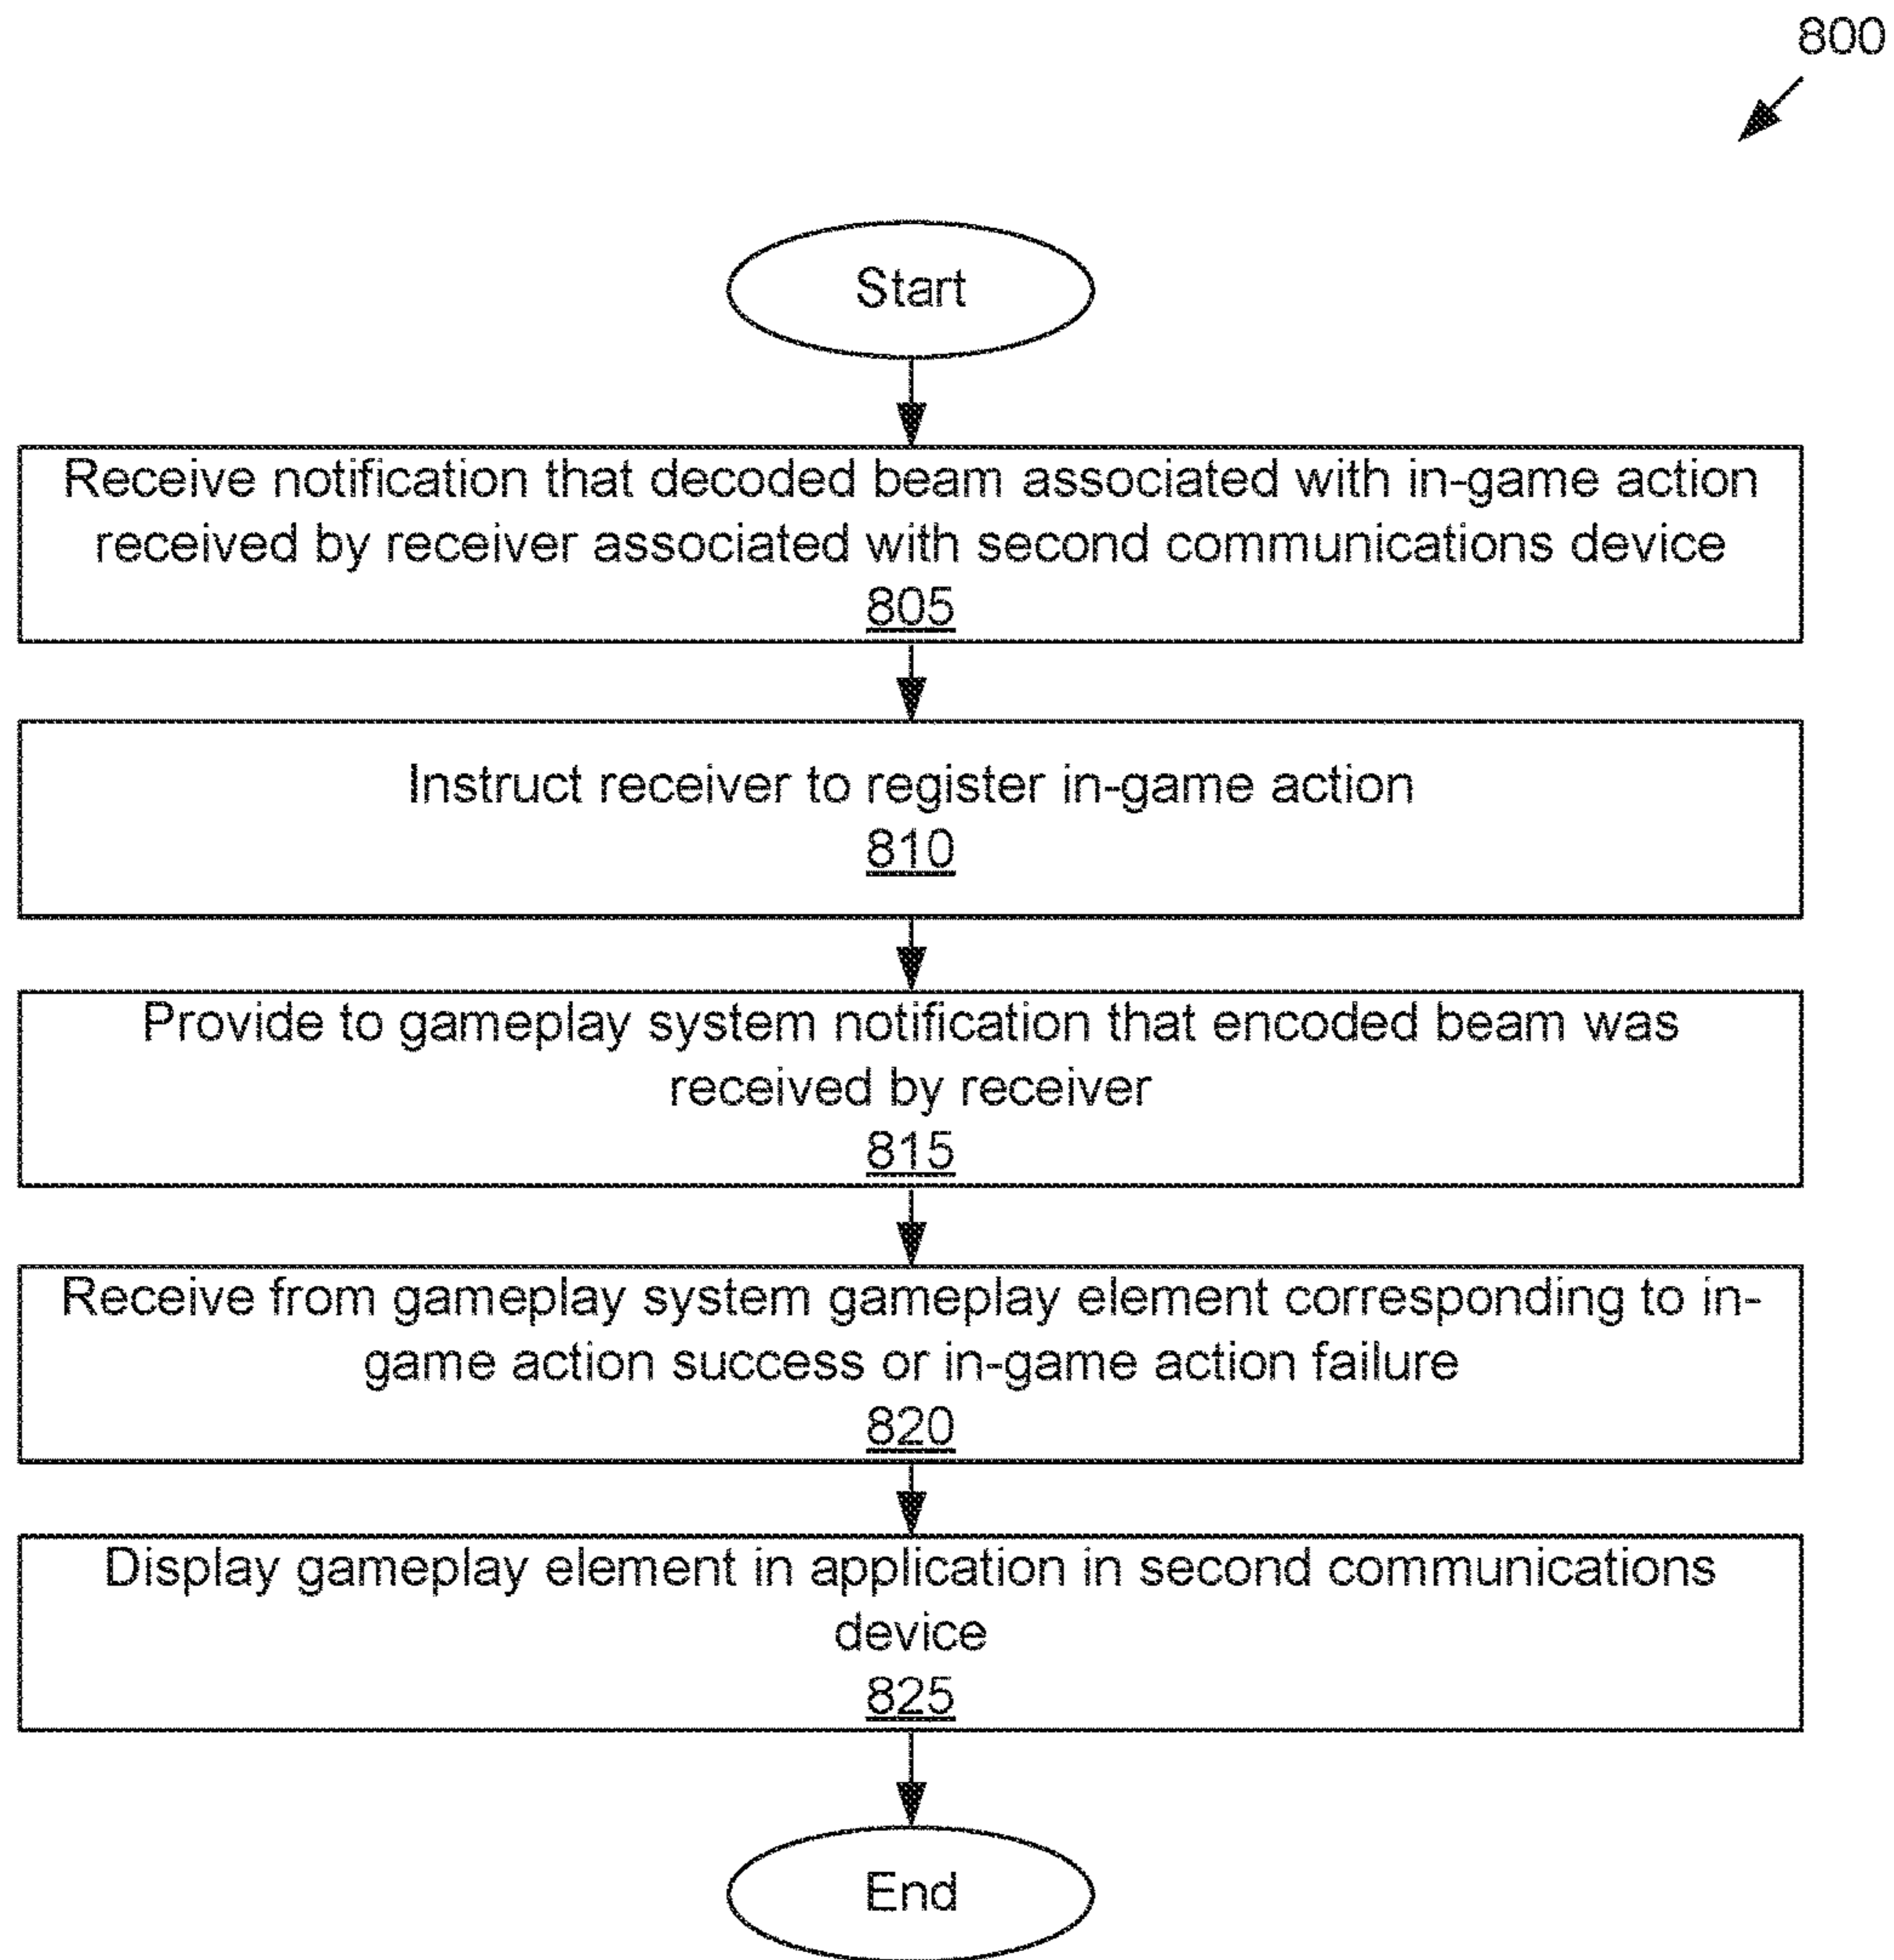 800
Start
Receive notification that decoded beam associated with in-game action
received by receiver associated with second communications device
805
Instruct receiver to register in-game action
810
Provide to gameplay system notification that encoded beam was
received by receiver
815
Receive from gameplay system gameplay element corresponding to in-
game action success or in-game action failure
820
Display gameplay element in application in second communications
device
825
End